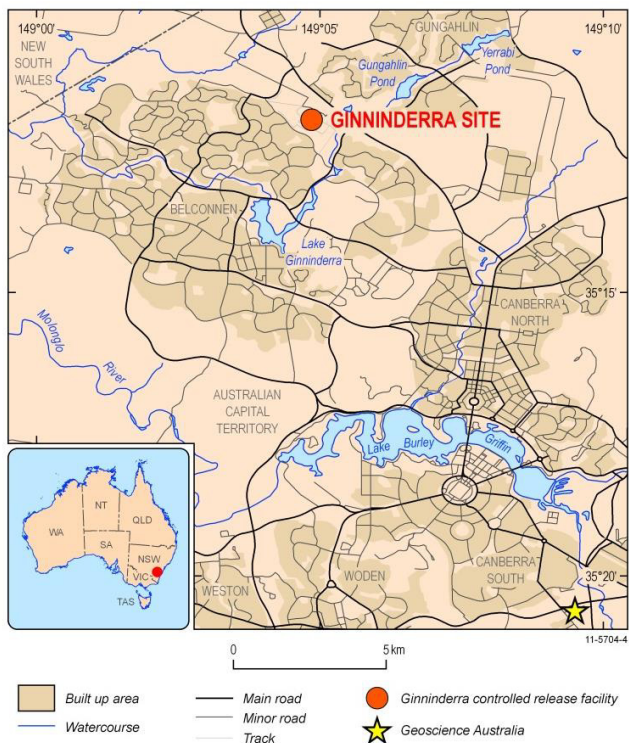 149°00'
149°05'
149°10'
NEW
SOUTH
WALES
GUNGAHLIN
Gungahlin
Pond
Yerrabi
Pond
GINNINDERRA SITE
BELCONNEN
Lake
Ginninderra
35°15'
CANBERRA
NORTH
Molonglo
River
AUSTRALIAN
CAPITAL
TERRITORY
Lake Burley Griffin
WESTON
WODEN
CANBERRA
SOUTH
35°20'
WA
NT
QLD
SA
NSW
VIC
TAS
11-5704-4
0 5 km
Built up area
Watercourse
Main road
Minor road
Track
Ginninderra controlled release facility
Geoscience Australia